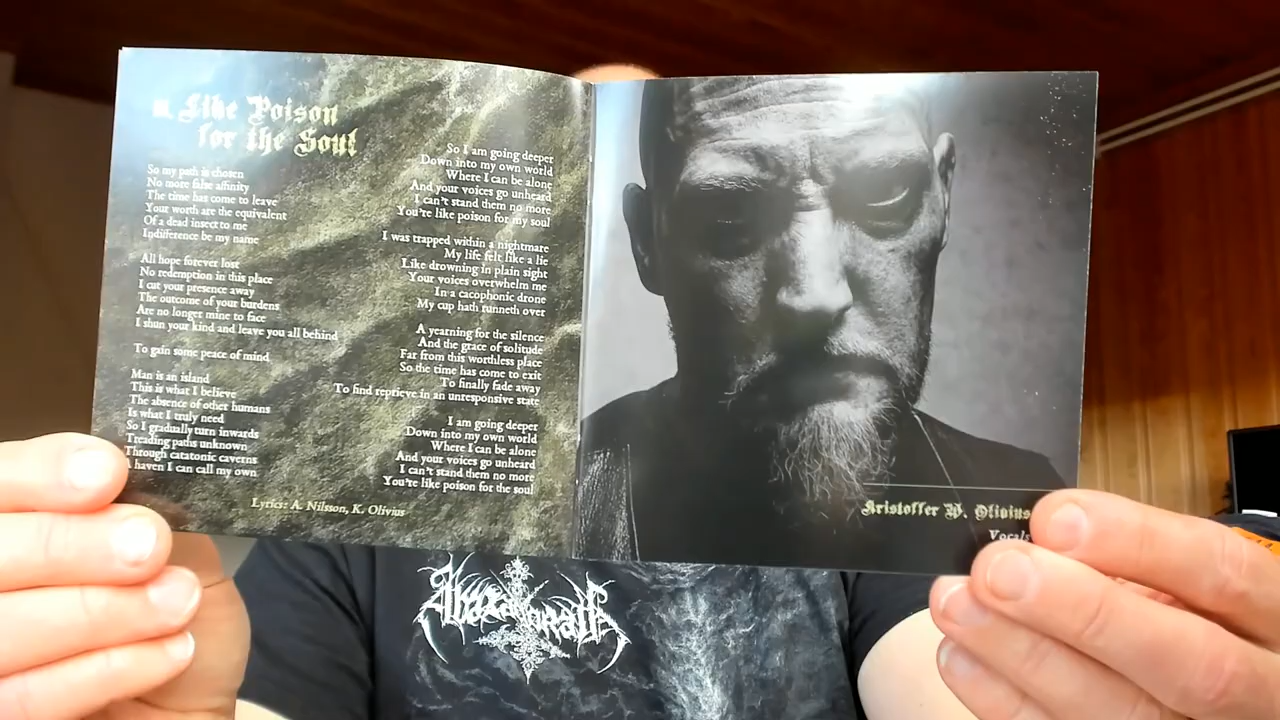 II. Like Poison
for the Soul
So my path is chosen
No more false affinity
The time has come to leave
Your worth are the equivalent
Of a dead insect to me
Indifference be my name
All hope forever lost
No redemption in this place
I cut your presence away
The outcome of your burdens
Are no longer mine to face
I shun your kind and leave you all behind
To gain some peace of mind
Man is an island
This is what I believe
The absence of other humans
Is what I truly need
So I gradually turn inwards
Treading paths unknown
Through catatonic caverns
A haven I can call my own
So I am going deeper
Down into my own world
Where I can be alone
And your voices go unheard
I can't stand them no more
You're like poison for my soul
I was trapped within a nightmare
My life felt like a lie
Like drowning in plain sight
Your voices overwhelm me
In a cacophonic drone
My cup hath runneth over
A yearning for the silence
And the grace of solitude
Far from this worthless place
So the time has come to exit
To finally fade away
To find reprieve in an unresponsive state
I am going deeper
Down into my own world
Where I can be alone
And your voices go unheard
I can't stand them no more
You're like poison for the soul
Lyrics: A. Nilsson, K. Olivius
Kristoffer W. Olivius
Vocals